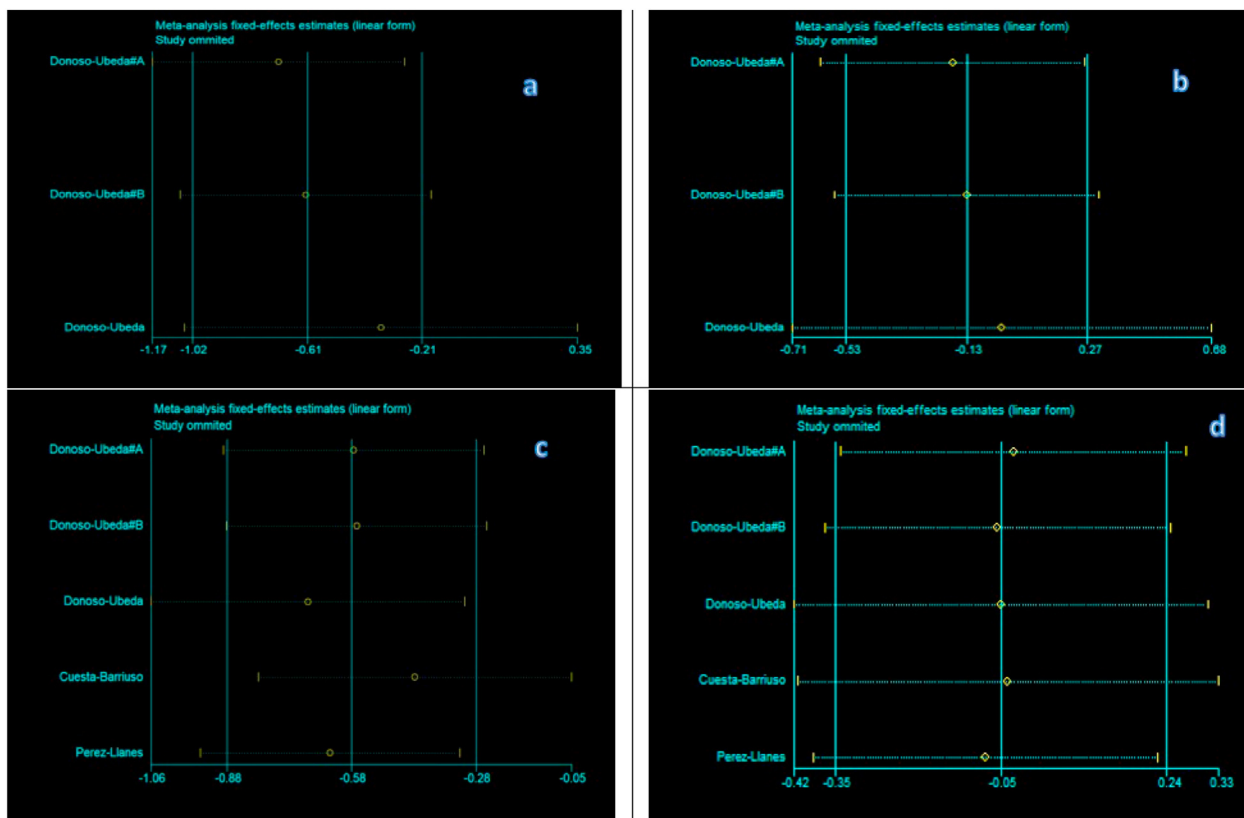 Meta-analysis fixed-effects estimates (linear form)
Study ommited
Donoso-Ubeda#A
a
Donoso-Ubeda#B
Donoso-Ubeda
-1.17 -1.02 -0.61 -0.21 0.35
Meta-analysis fixed-effects estimates (linear form)
Study ommited
Donoso-Ubeda#A
b
Donoso-Ubeda#B
Donoso-Ubeda
-0.71 -0.53 -0.13 0.27 0.68
Meta-analysis fixed-effects estimates (linear form)
Study ommited
Donoso-Ubeda#A
c
Donoso-Ubeda#B
Donoso-Ubeda
Cuesta-Barriuso
Perez-Llanes
-1.06 -0.88 -0.58 -0.28 -0.05
Meta-analysis fixed-effects estimates (linear form)
Study ommited
d
Donoso-Ubeda#A
Donoso-Ubeda#B
Donoso-Ubeda
Cuesta-Barriuso
Perez-Llanes
-0.42 -0.35 -0.05 0.24 0.33